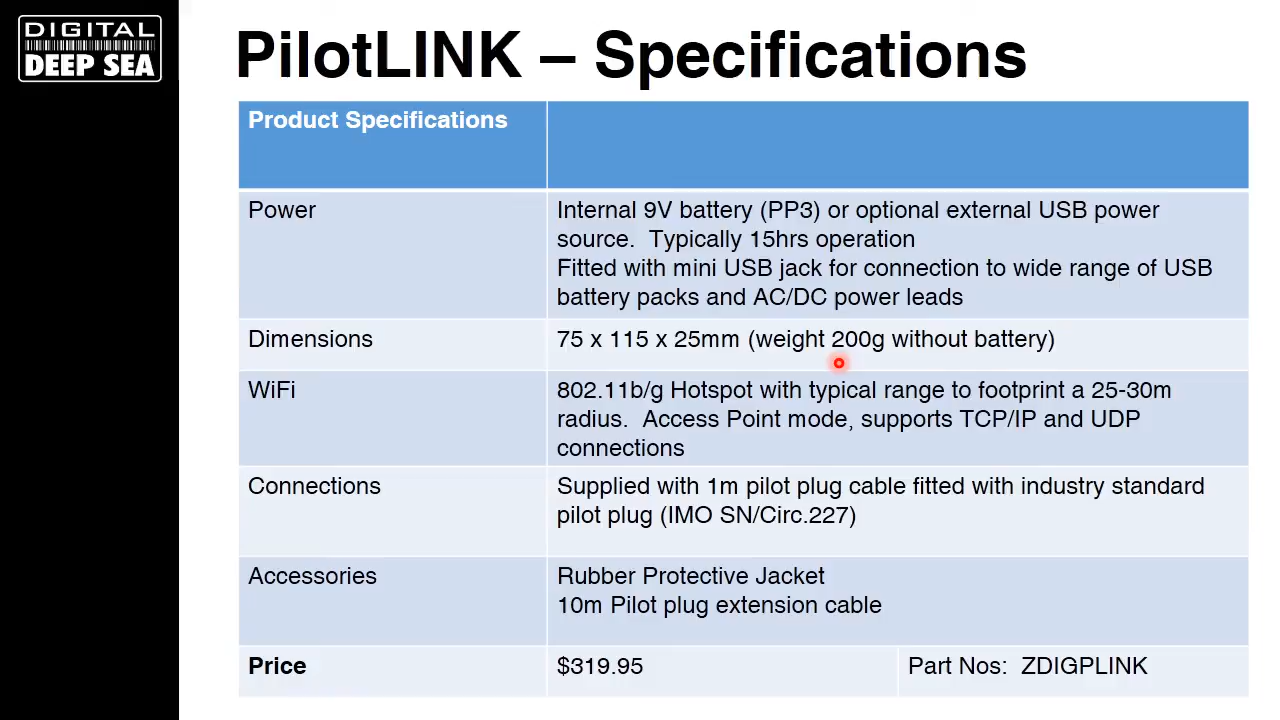 DIGITAL
DEEP SEA
PilotLINK – Specifications
Product Specifications
Power
Internal 9V battery (PP3) or optional external USB power
source.  Typically 15hrs operation
Fitted with mini USB jack for connection to wide range of USB
battery packs and AC/DC power leads
Dimensions
75 x 115 x 25mm (weight 200g without battery)
WiFi
802.11b/g Hotspot with typical range to footprint a 25-30m
radius.  Access Point mode, supports TCP/IP and UDP
connections
Connections
Supplied with 1m pilot plug cable fitted with industry standard
pilot plug (IMO SN/Circ.227)
Accessories
Rubber Protective Jacket
10m Pilot plug extension cable
Price
$319.95
Part Nos:  ZDIGPLINK